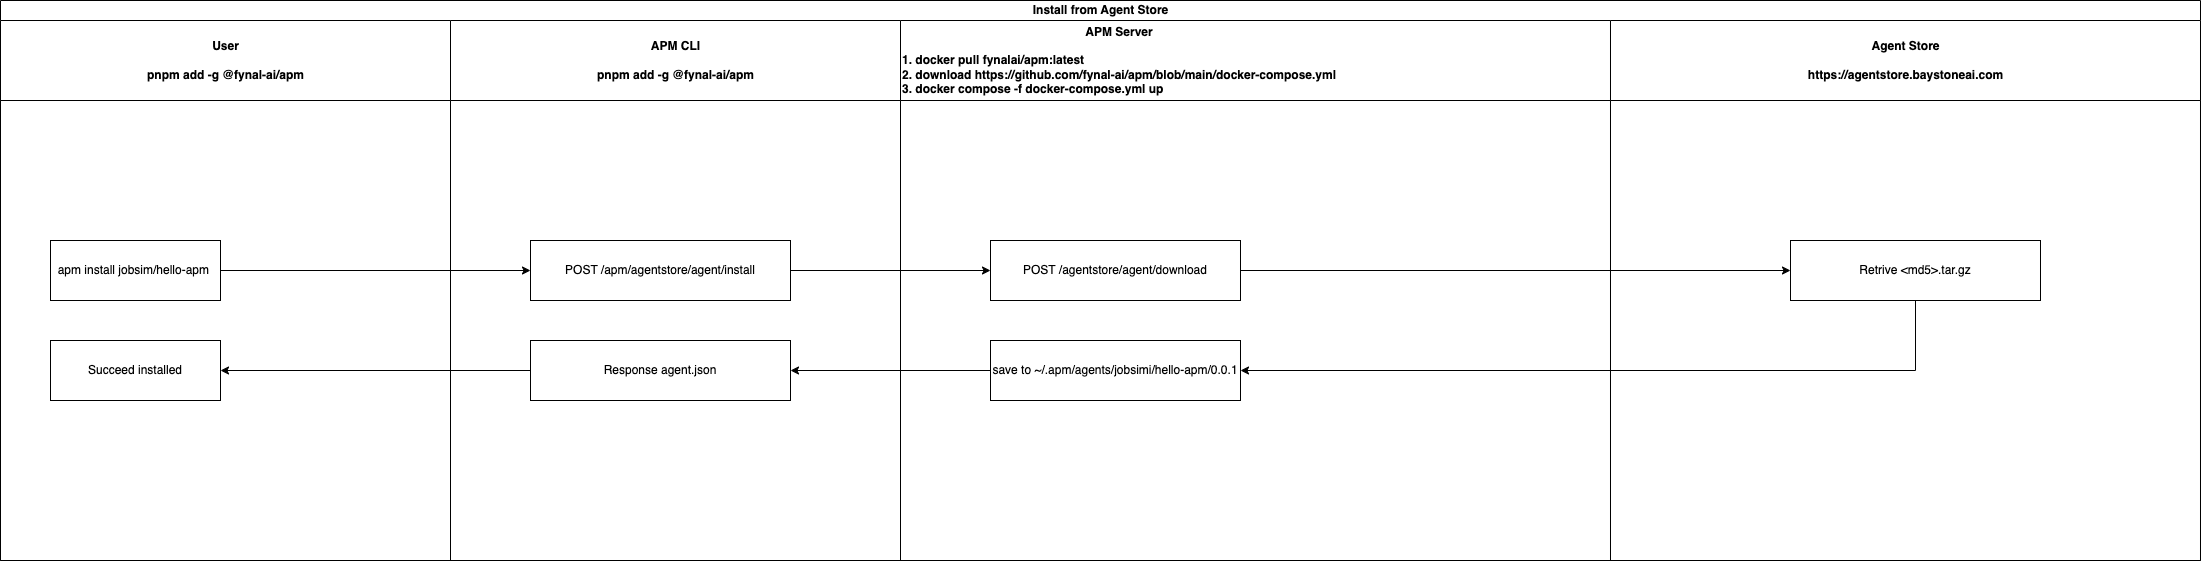 Install from Agent Store
User
pnpm add -g @fynal-ai/apm
APM CLI
pnpm add -g @fynal-ai/apm
APM Server
1. docker pull fynalai/apm:latest
2. download https://github.com/fynal-ai/apm/blob/main/docker-compose.yml
3. docker compose -f docker-compose.yml up
Agent Store
https://agentstore.baystoneai.com
apm install jobsim/hello-apm
POST /apm/agentstore/agent/install
POST /agentstore/agent/download
Retrive <md5>.tar.gz
Succeed installed
Response agent.json
save to ~/.apm/agents/jobsimi/hello-apm/0.0.1